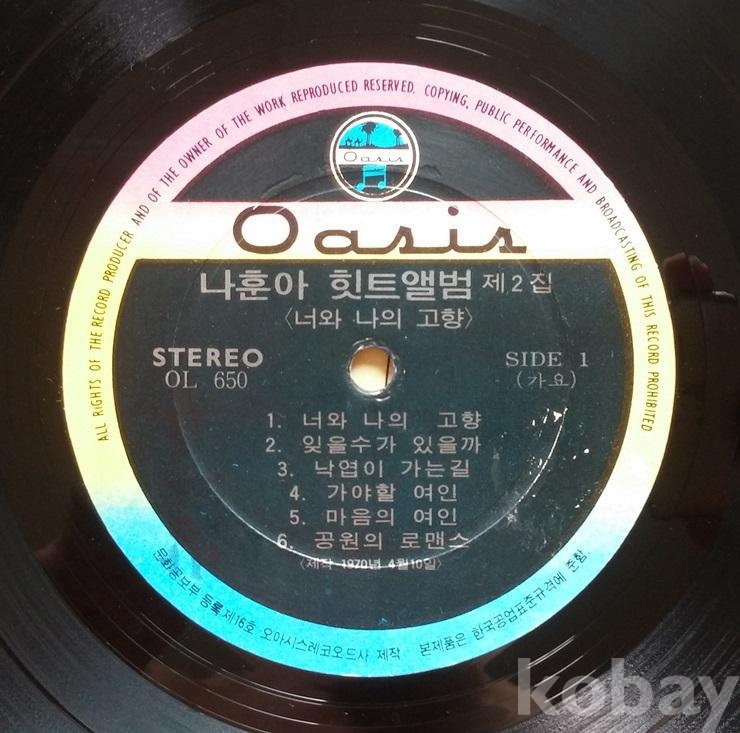 ALL RIGHTS OF THE RECORD PRODUCER AND OF THE OWNER OF THE WORK REPRODUCED RESERVED. COPYING, PUBLIC PERFORMANCE AND BROADCASTING OF THIS RECORD PROHIBITED
Oasis
Oasis
나훈아 힛트앨범 제2집
〈너와 나의 고향〉
STEREO
OL 650
SIDE 1
(가요)
1. 너와 나의 고향
2. 잊을수가 있을까
3. 낙엽이 가는길
4. 가야할 여인
5. 마음의 여인
6. 공원의 로맨스
〈제작 1970년 4월10일〉
문화공보부 등록 제16호 오아시스레코오드사 제작 본제품은 한국공업표준규격에 준함.
kobay